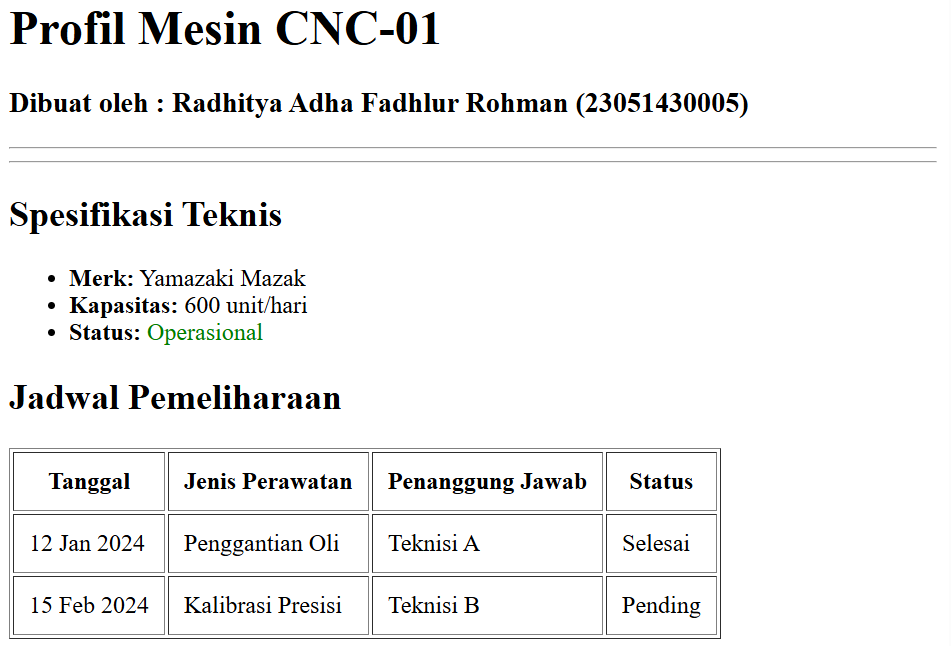 Profil Mesin CNC-01
Dibuat oleh : Radhitya Adha Fadhlur Rohman (23051430005)
Spesifikasi Teknis
Merk: Yamazaki Mazak
Kapasitas: 600 unit/hari
Status: Operasional
Jadwal Pemeliharaan
Tanggal Jenis Perawatan Penanggung Jawab Status
12 Jan 2024 Penggantian Oli Teknisi A Selesai
15 Feb 2024 Kalibrasi Presisi Teknisi B Pending